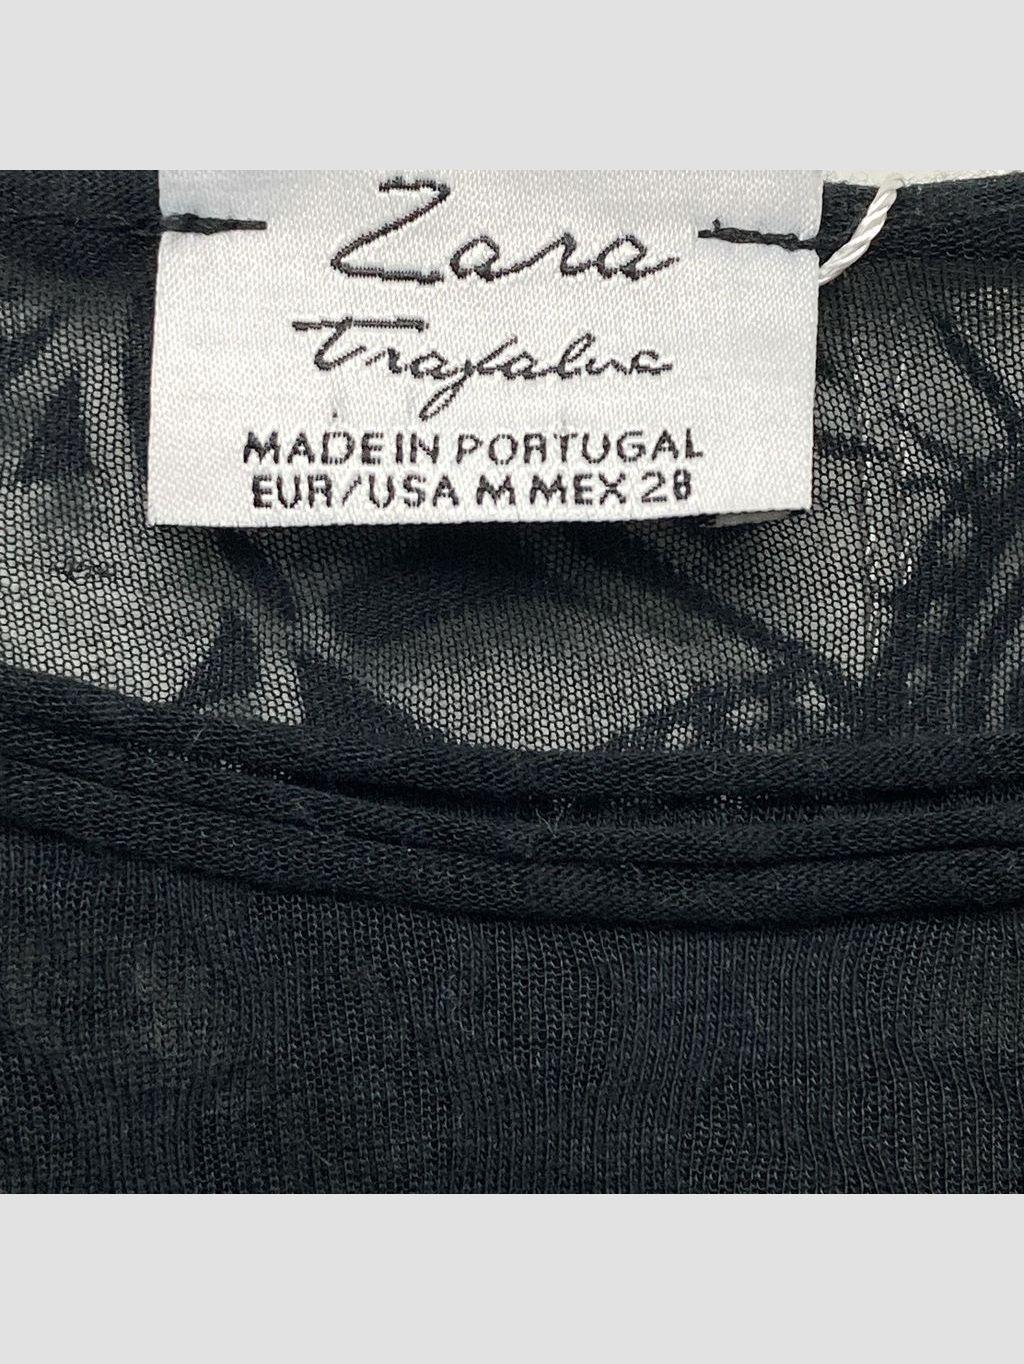 Zara
Trafaluc
MADE IN PORTUGAL
EUR/USA M MEX 28